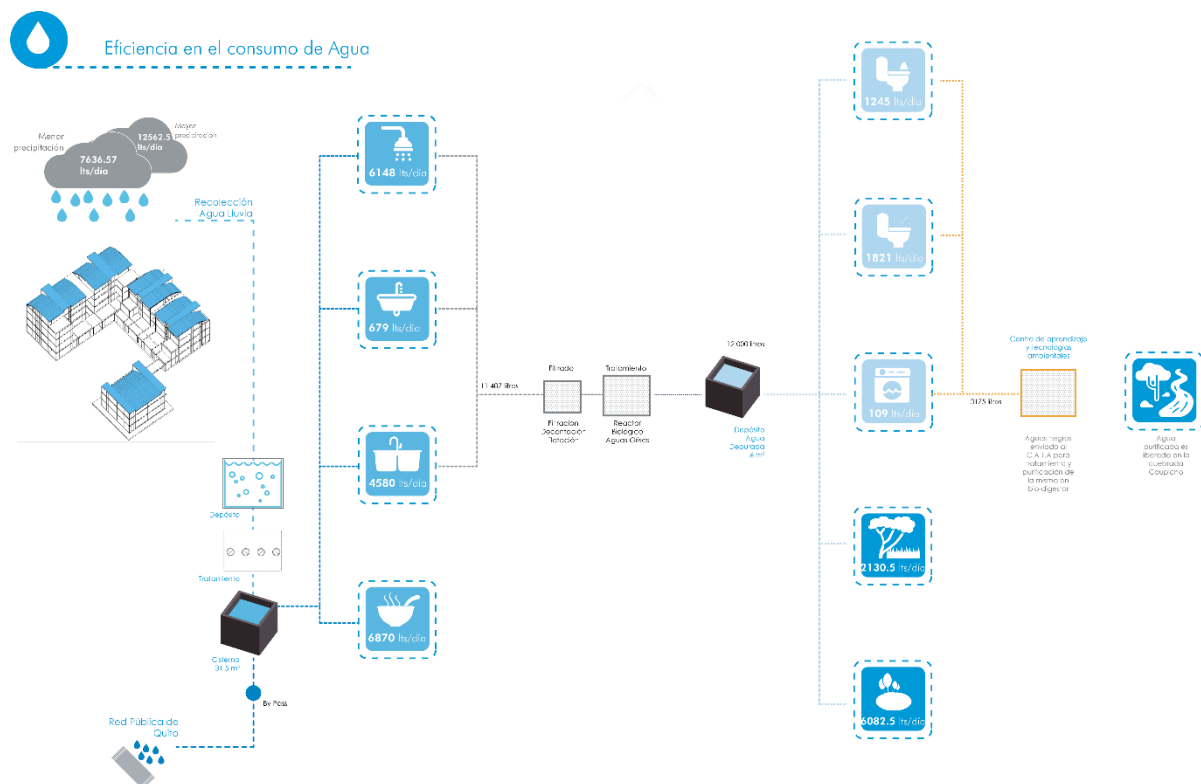 Eficiencia en el consumo de Agua
Menor
precipitación
7636.57
lts/día
12562.5
lts/día
Mayor
precipitación
Recolección
Agua Lluvia
Depósito
Tratamiento
Cisterna
By Pass
Red Pública de
Quito
6148 lts/día
679 lts/día
4580 lts/día
6870 lts/día
11 407 litros
Filtrado
Filtración
Decantación
Flotación
Tratamiento
Reactor
Biológico
Aguas Grises
12 000 litros
Depósito
Agua
Depurada
1245 lts/día
1821 lts/día
109 lts/día
2130.5 lts/día
6082.5 lts/día
3175 litros
Centro de aprendizaje
y tecnologías
ambientales
Aguas negras
enviada al
C.A.T.A para
tratamiento y
purificación de
la misma en
bio-digestor
Agua
purificada es
liberada en la
quebrada